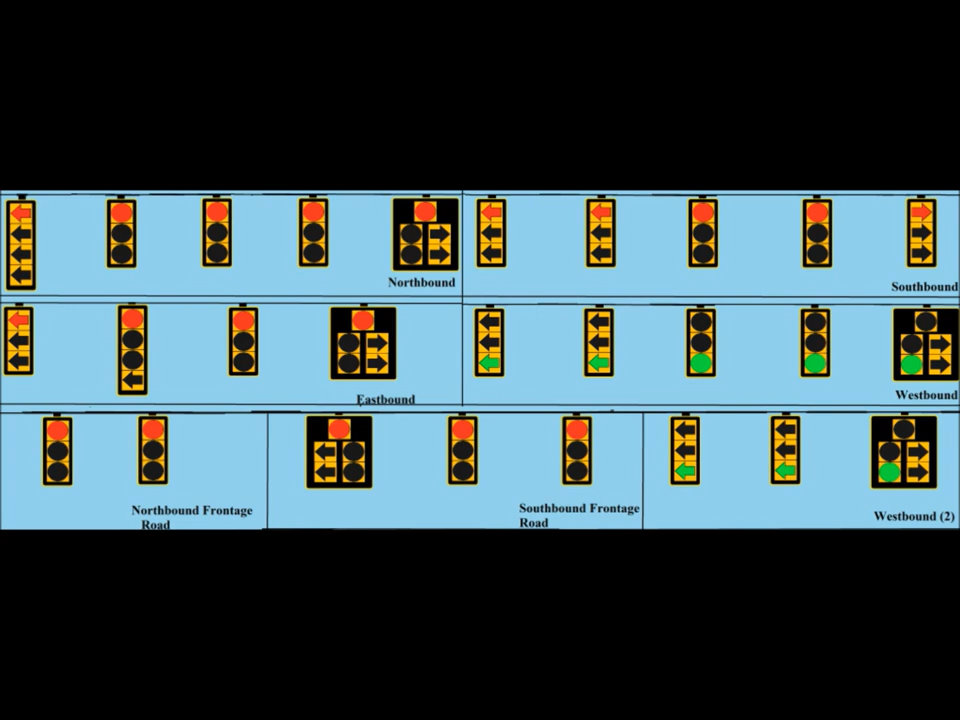 Northbound
Southbound
Eastbound
Westbound
Northbound Frontage
Road
Southbound Frontage
Road
Westbound (2)